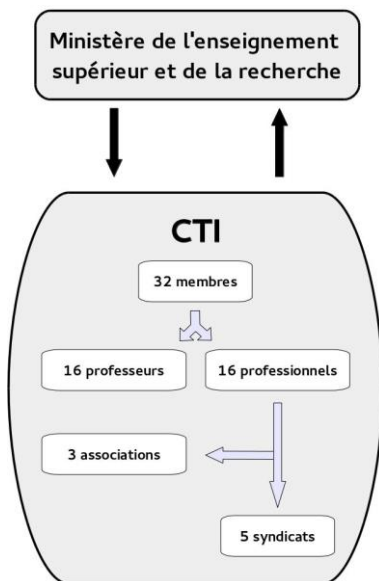 Ministère de l'enseignement
supérieur et de la recherche
CTI
32 membres
16 professeurs
16 professionnels
3 associations
5 syndicats